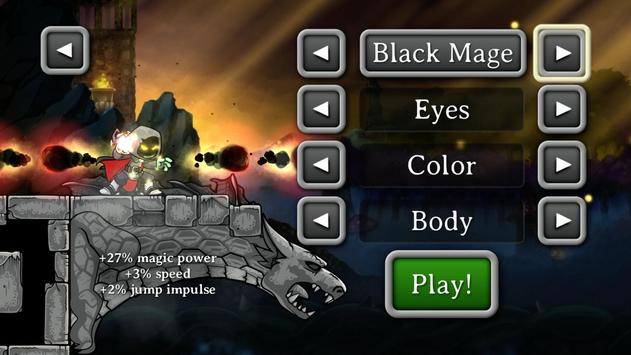 Black Mage
Eyes
Color
Body
+27% magic power
+3% speed
+2% jump impulse
Play!